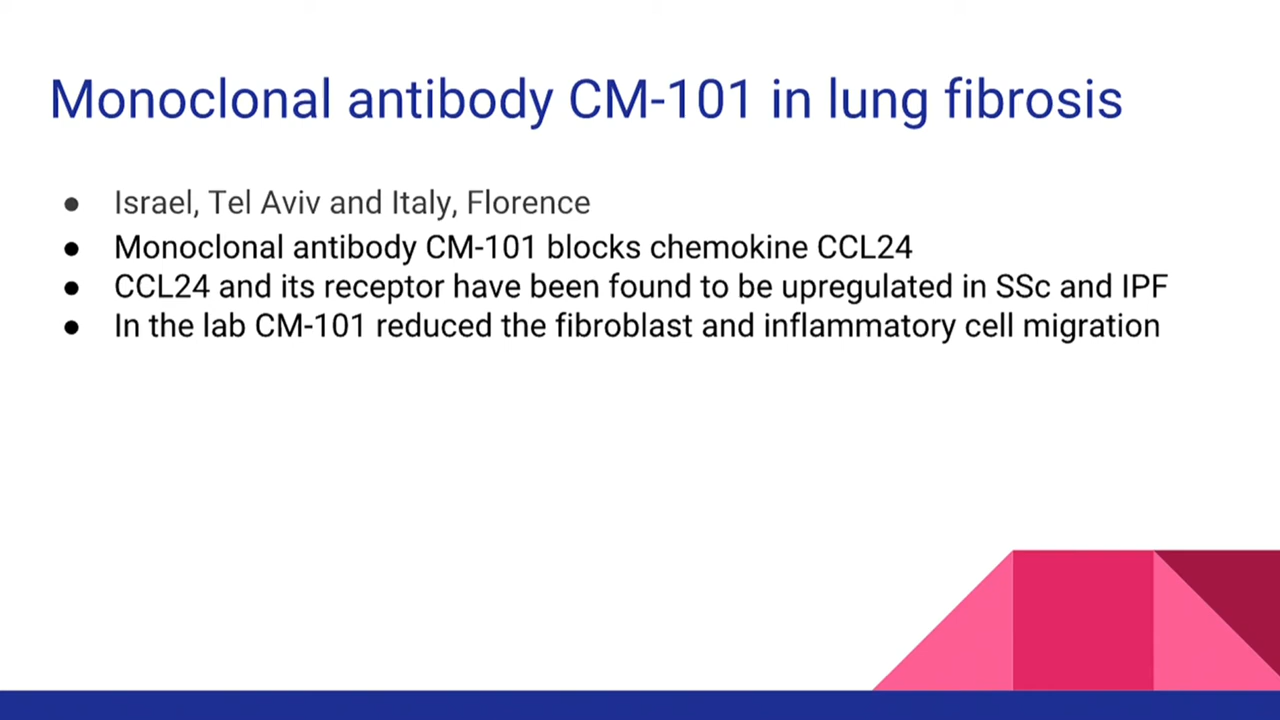 Monoclonal antibody CM-101 in lung fibrosis
● Israel, Tel Aviv and Italy, Florence
● Monoclonal antibody CM-101 blocks chemokine CCL24
● CCL24 and its receptor have been found to be upregulated in SSc and IPF
● In the lab CM-101 reduced the fibroblast and inflammatory cell migration